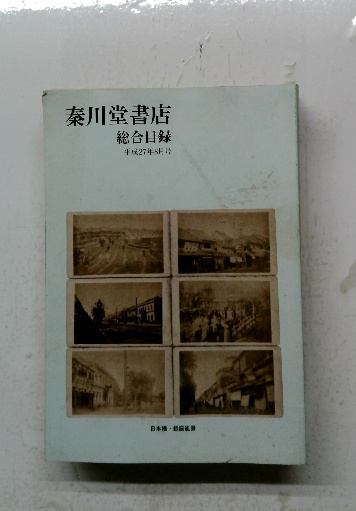 秦川堂書店
総合目録
平成27年8月号
日本橋・銀座風景